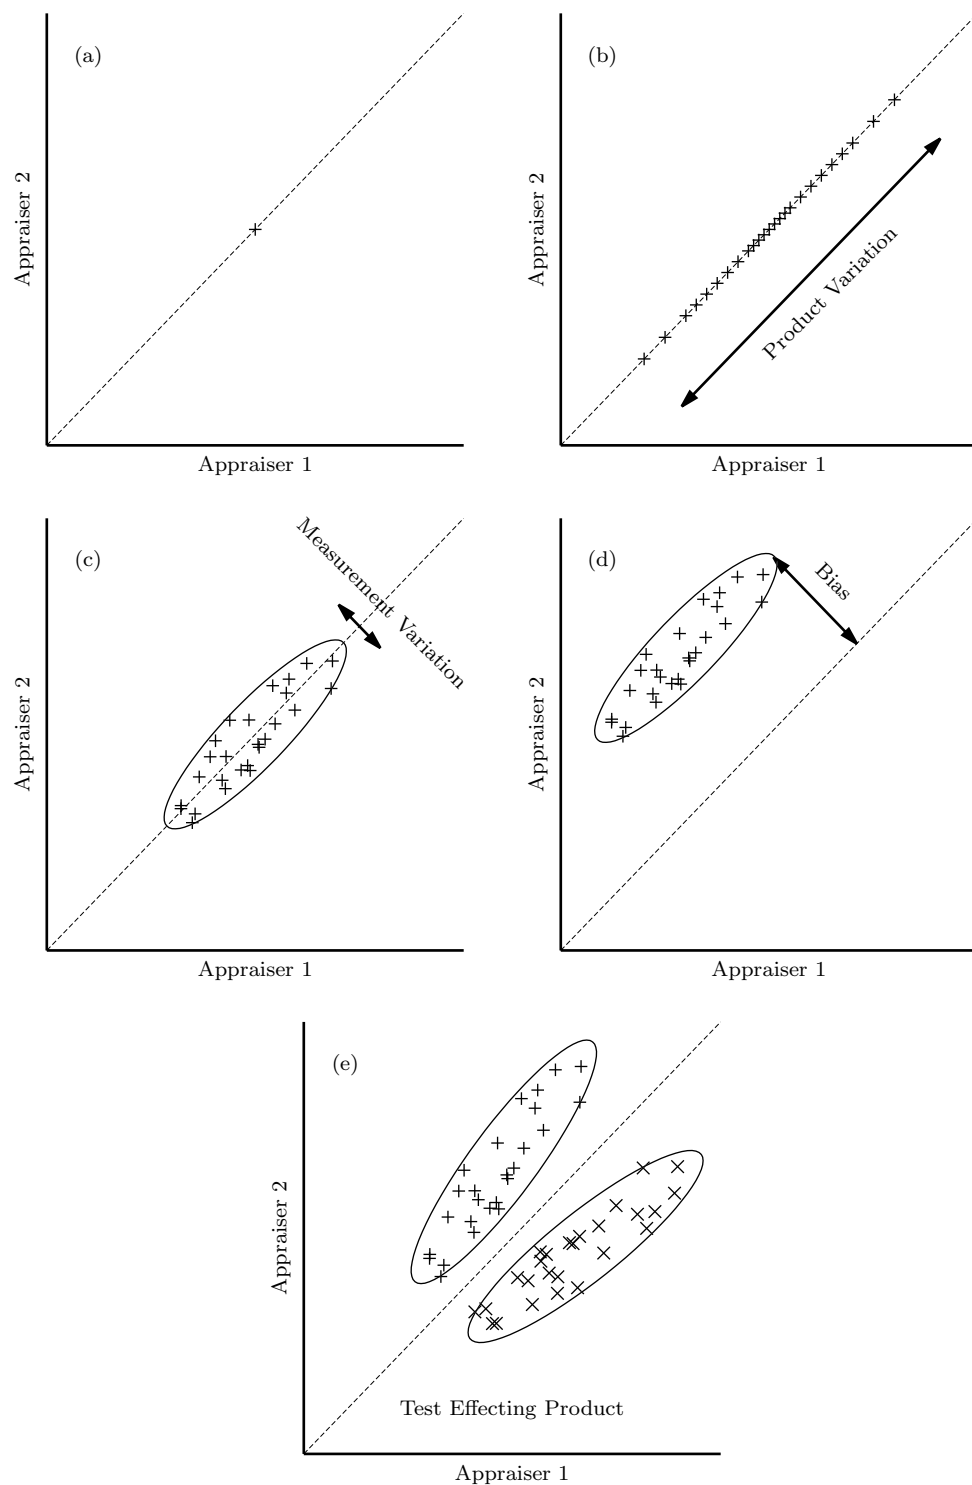 (a)
Appraiser 2
Appraiser 1
(b)
Appraiser 2
Product Variation
Appraiser 1
(c)
Appraiser 2
Measurement Variation
Appraiser 1
(d)
Appraiser 2
Bias
Appraiser 1
(e)
Appraiser 2
Test Effecting Product
Appraiser 1